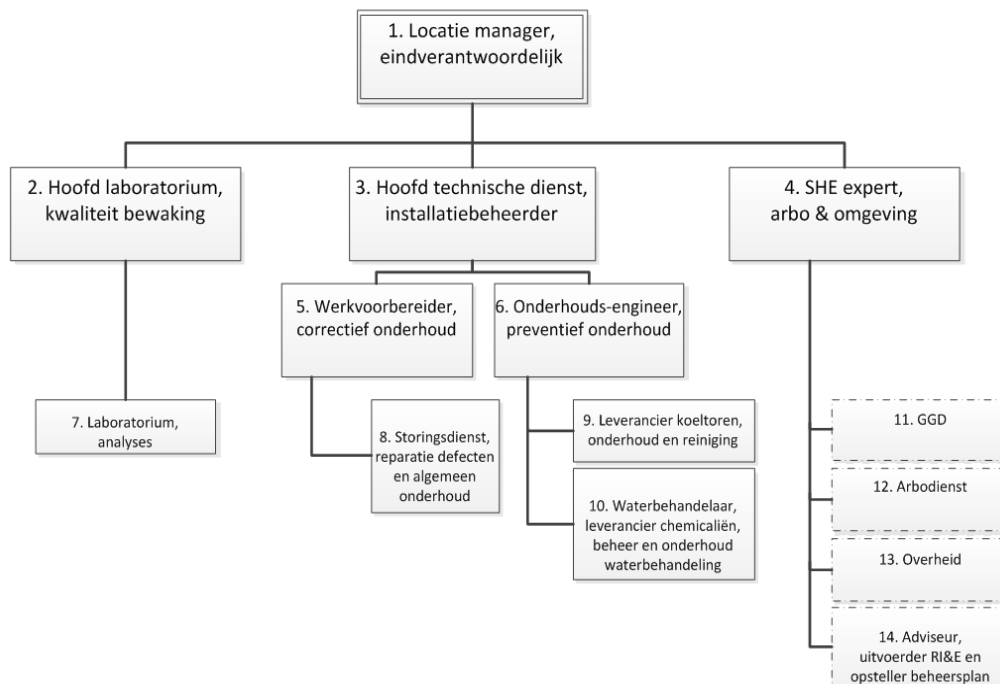 1. Locatie manager,
eindverantwoordelijk
2. Hoofd laboratorium,
kwaliteit bewaking
3. Hoofd technische dienst,
installatiebeheerder
4. SHE expert,
arbo & omgeving
5. Werkvoorbereider,
correctief onderhoud
6. Onderhouds-engineer,
preventief onderhoud
7. Laboratorium,
analyses
8. Storingsdienst,
reparatie defecten
en algemeen
onderhoud
9. Leverancier koeltoren,
onderhoud en reiniging
10. Waterbehandelaar,
leverancier chemicaliën,
beheer en onderhoud
waterbehandeling
11. GGD
12. Arbodienst
13. Overheid
14. Adviseur,
uitvoerder RI&E en
opsteller beheersplan